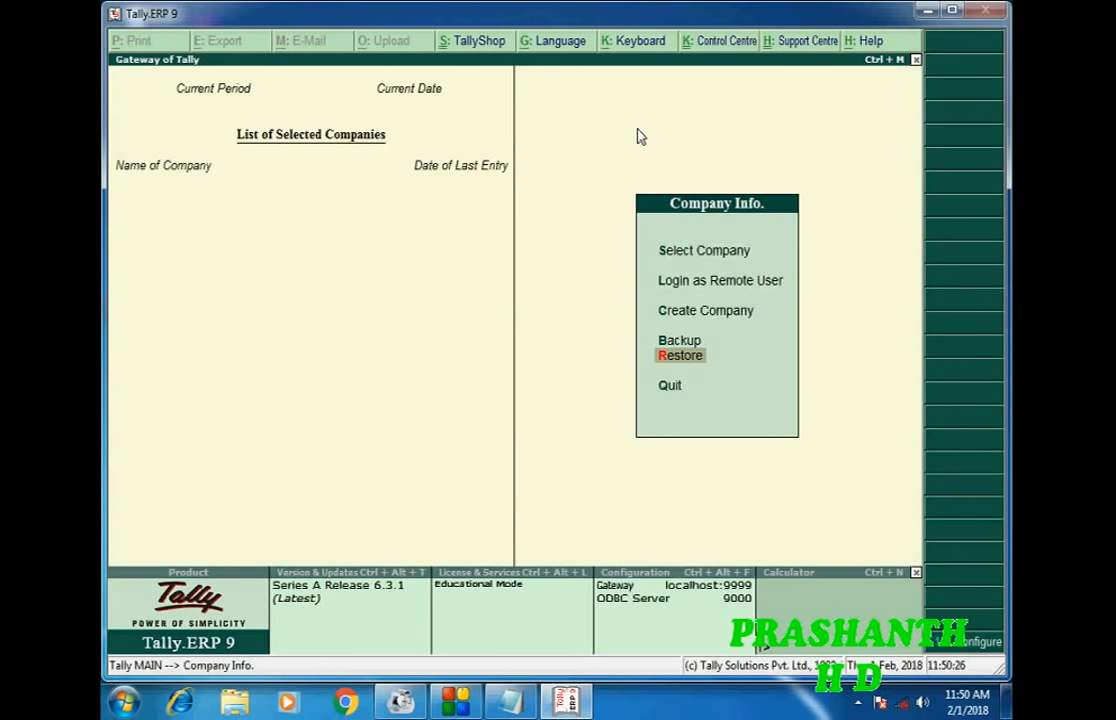 Tally.ERP 9
P: Print E: Export M: E-Mail O: Upload S: TallyShop G: Language K: Keyboard K: Control Centre H: Support Centre H: Help
Gateway of Tally Ctrl + M
Current Period Current Date
List of Selected Companies
Name of Company Date of Last Entry
Company Info.
Select Company
Login as Remote User
Create Company
Backup
Restore
Quit
Product Version & Updates Ctrl + Alt + T License & Services Ctrl + Alt + L Configuration Ctrl + Alt + F Calculator Ctrl + N
Tally
POWER OF SIMPLICITY
Tally.ERP 9
Series A Release 6.3.1
(Latest)
Educational Mode
Gateway localhost:9999
ODBC Server 9000
PRASHANTH
H D
Tally MAIN --> Company Info. (c) Tally Solutions Pvt. Ltd., Feb, 2018 11:50:26
Tally ERP 9
11:50 AM
2/1/2018